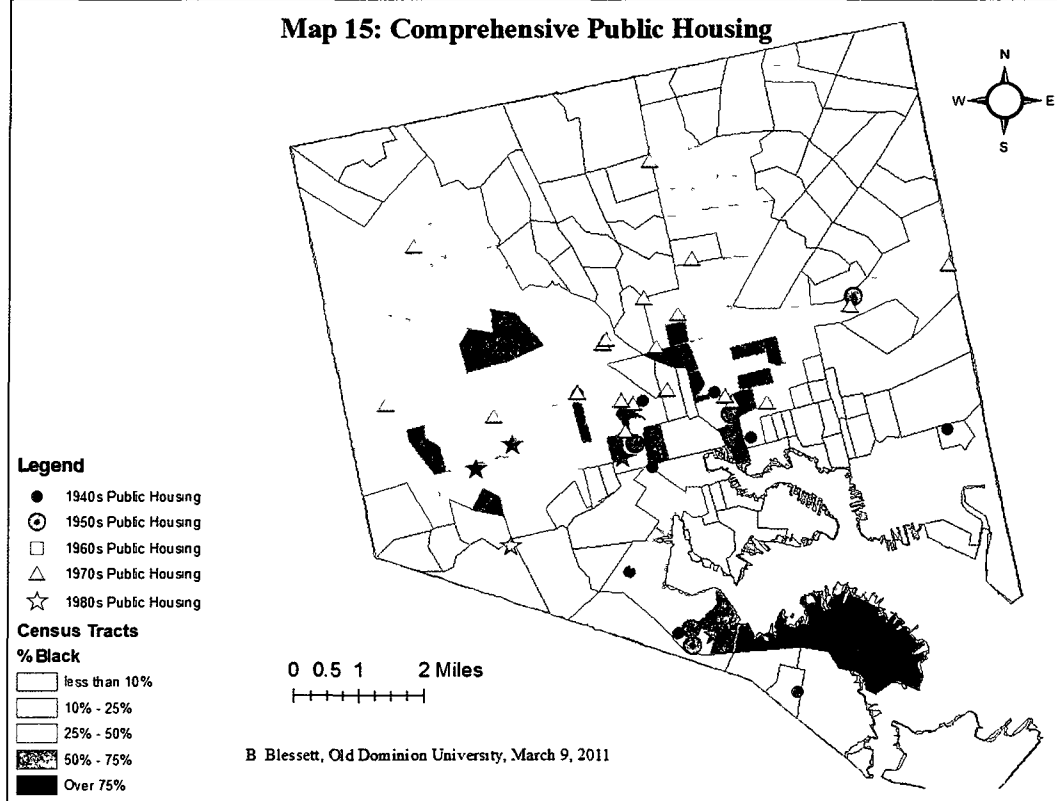 Map 15: Comprehensive Public Housing
N
W E
S
Legend
1940s Public Housing
1950s Public Housing
1960s Public Housing
1970s Public Housing
1980s Public Housing
Census Tracts
% Black
less than 10%
10% - 25%
25% - 50%
50% - 75%
Over 75%
0 0.5 1 2 Miles
B Blessett, Old Dominion University, March 9, 2011